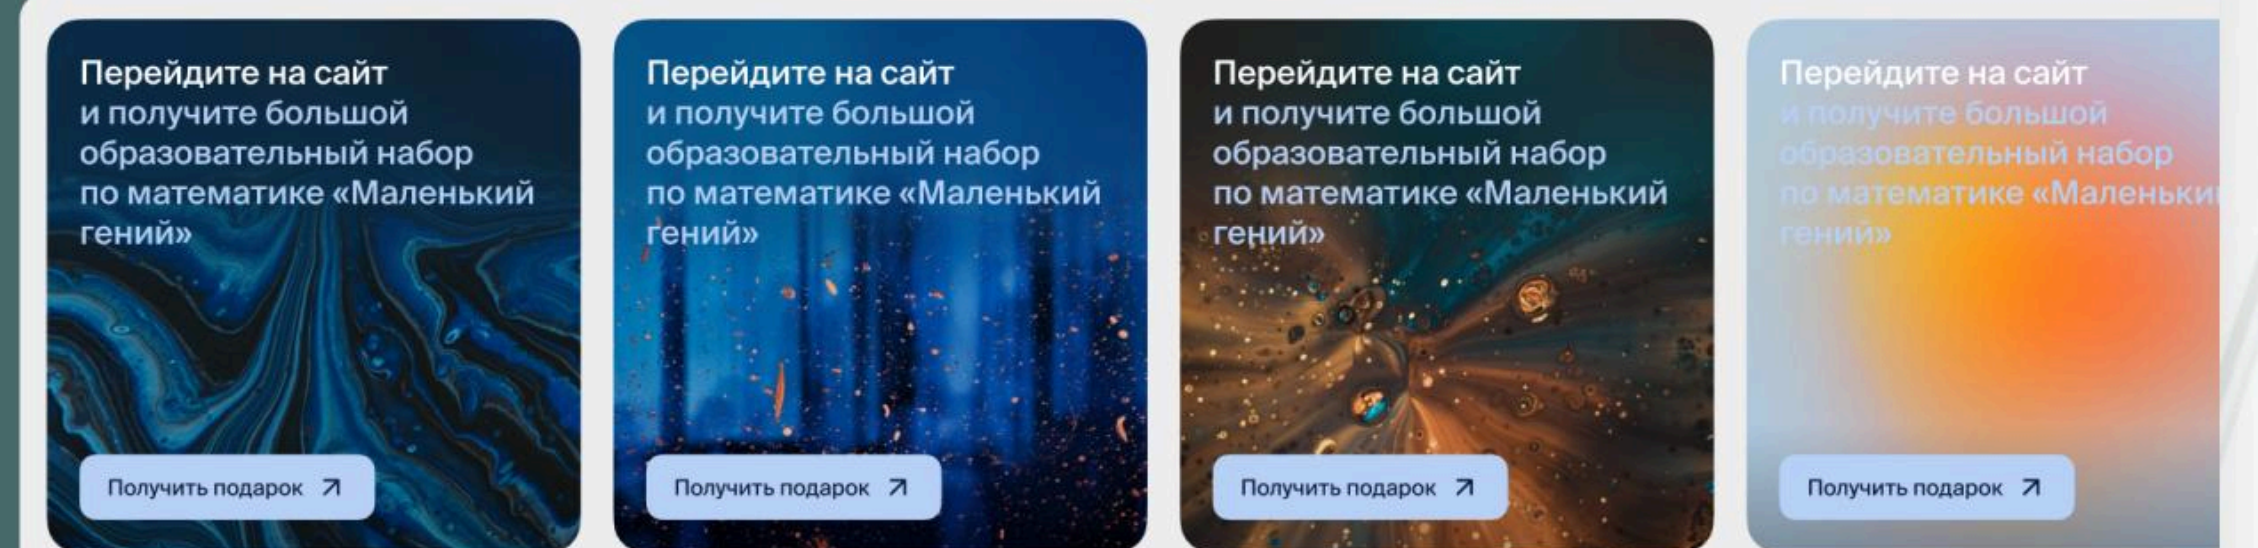 Перейдите на сайт
и получите большой
образовательный набор
по математике «Маленький
гений»
Получить подарок
Перейдите на сайт
и получите большой
образовательный набор
по математике «Маленький
гений»
Получить подарок
Перейдите на сайт
и получите большой
образовательный набор
по математике «Маленький
гений»
Получить подарок
Перейдите на сайт
и получите большой
образовательный набор
по математике «Маленьки
гений»
Получить подарок